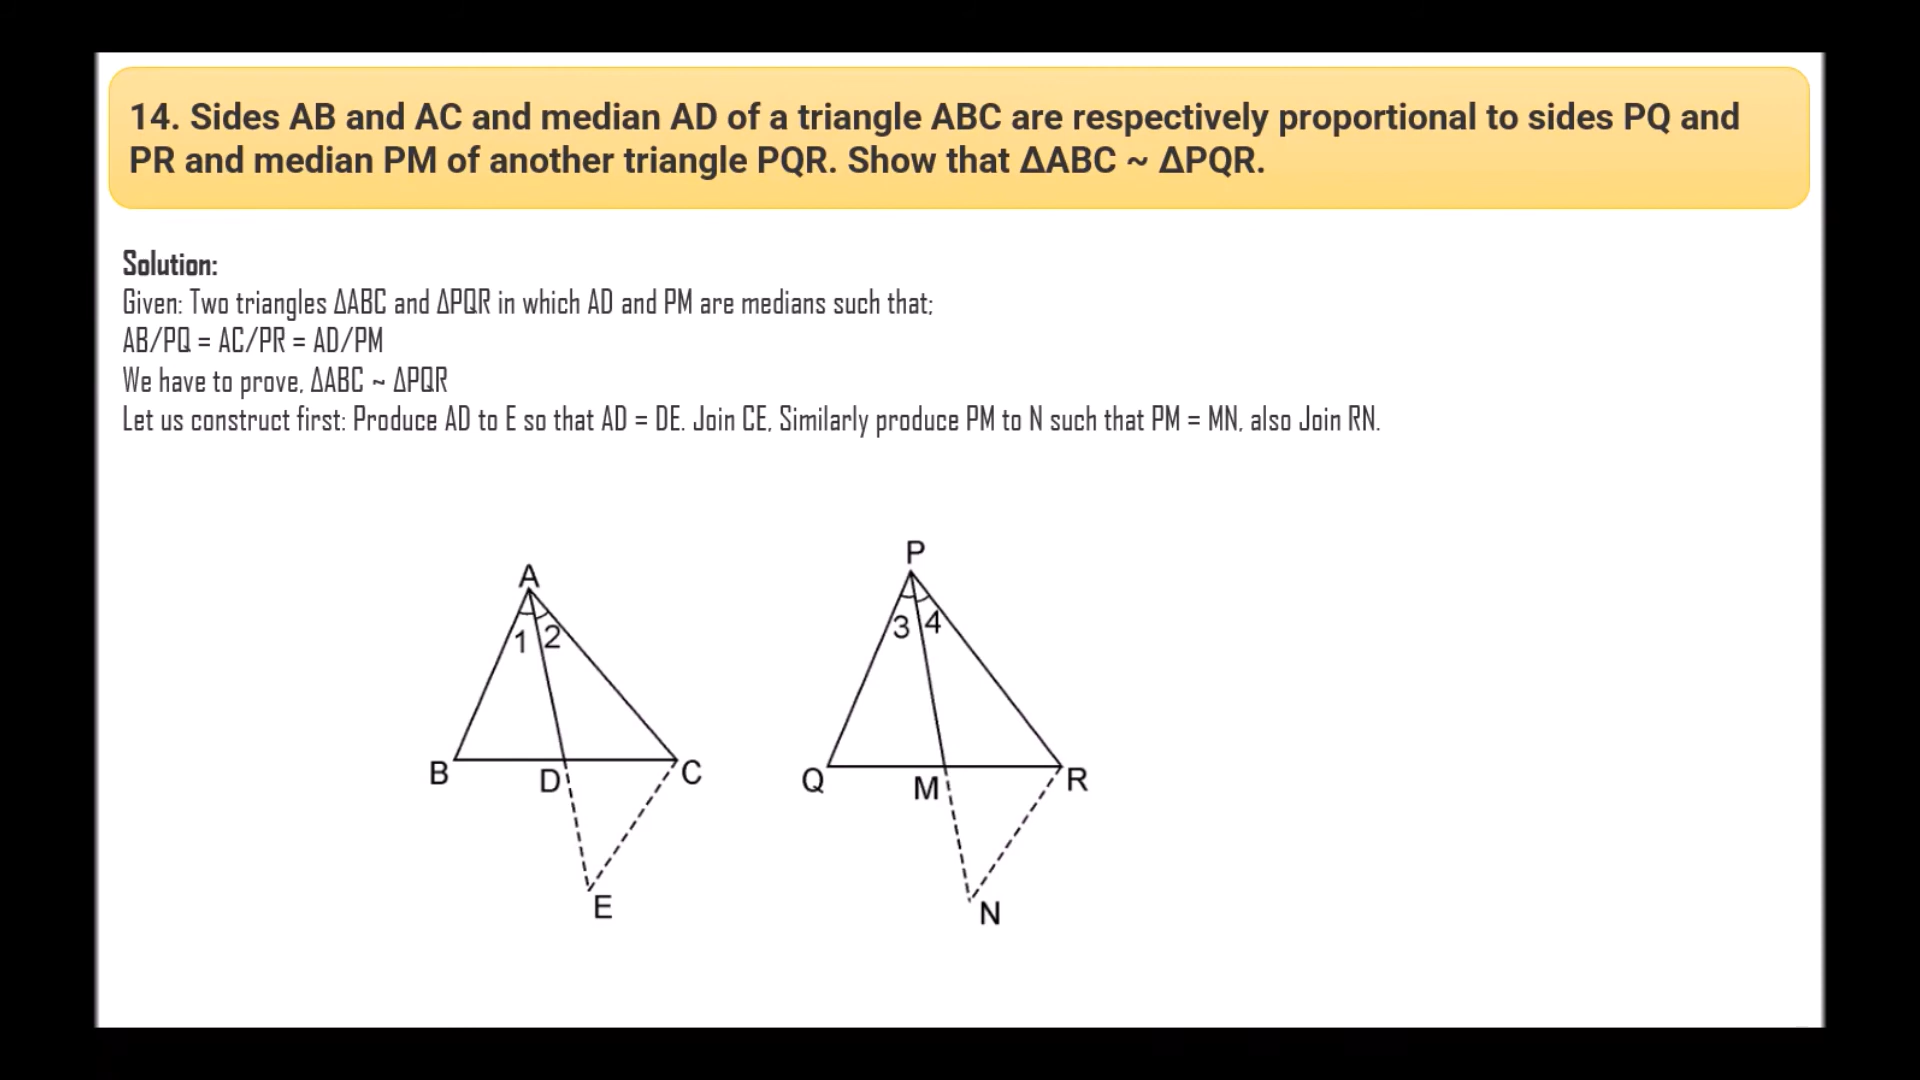 14. Sides AB and AC and median AD of a triangle ABC are respectively proportional to sides PQ and
PR and median PM of another triangle PQR. Show that ΔABC ~ ΔPQR.
Solution:
Given: Two triangles ΔABC and ΔPQR in which AD and PM are medians such that;
AB/PQ = AC/PR = AD/PM
We have to prove, ΔABC ~ ΔPQR
Let us construct first: Produce AD to E so that AD = DE. Join CE, Similarly produce PM to N such that PM = MN, also Join RN.
A
1 2
B
D
C
E
P
3 4
Q
M
R
N